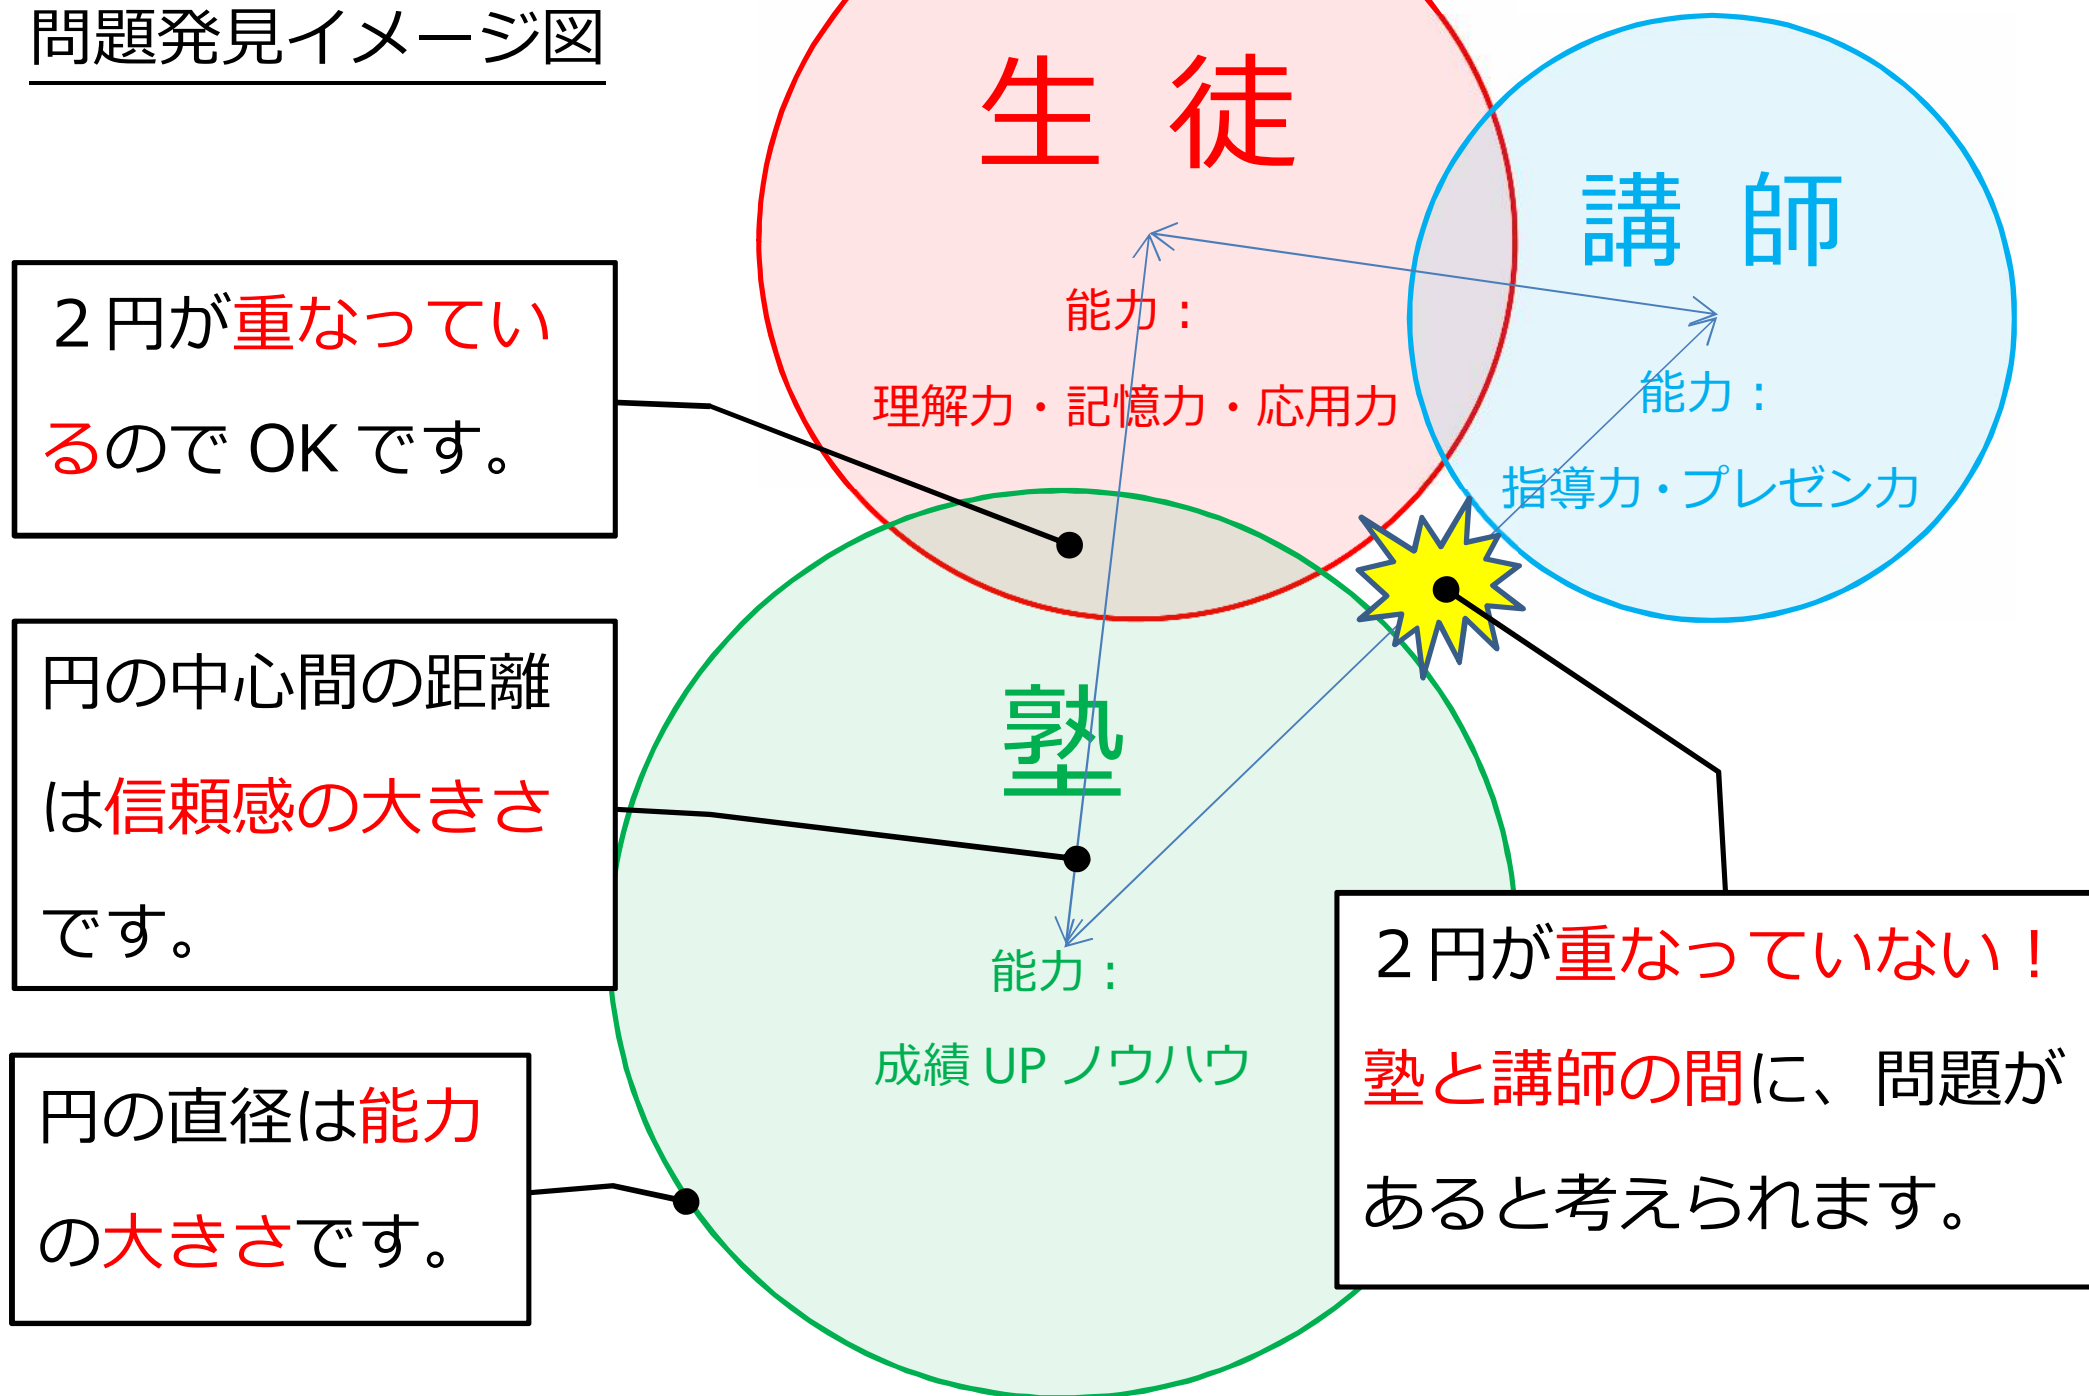 問題発見イメージ図
生 徒
能力：
理解力・記憶力・応用力
講 師
能力：
指導力・プレゼン力
２円が重なってい
るので OK です。
円の中心間の距離
は信頼感の大きさ
です。
塾
能力：
成績 UP ノウハウ
円の直径は能力
の大きさです。
２円が重なっていない！
塾と講師の間に、問題が
あると考えられます。